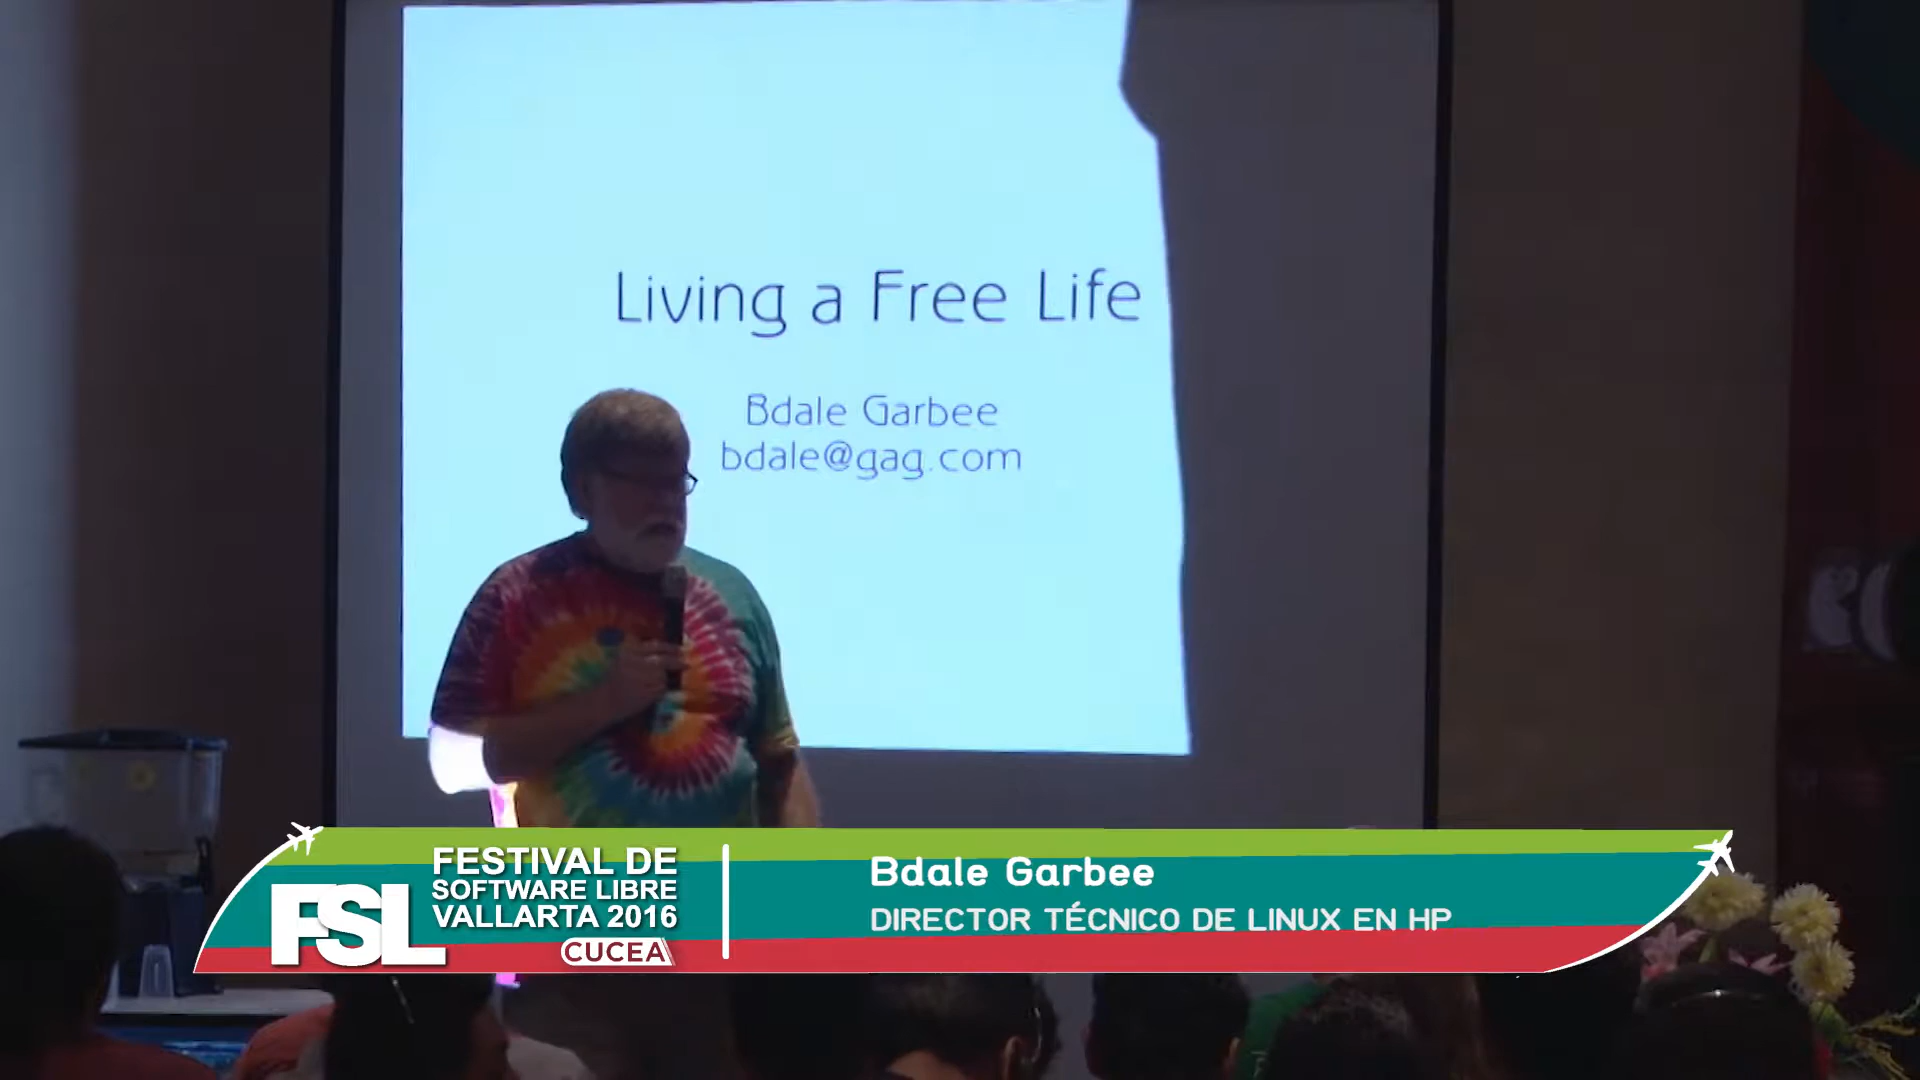 Living a Free Life
Bdale Garbee
bdale@gag.com
FSL
FESTIVAL DE
SOFTWARE LIBRE
VALLARTA 2016
CUCEA
Bdale Garbee
DIRECTOR TÉCNICO DE LINUX EN HP